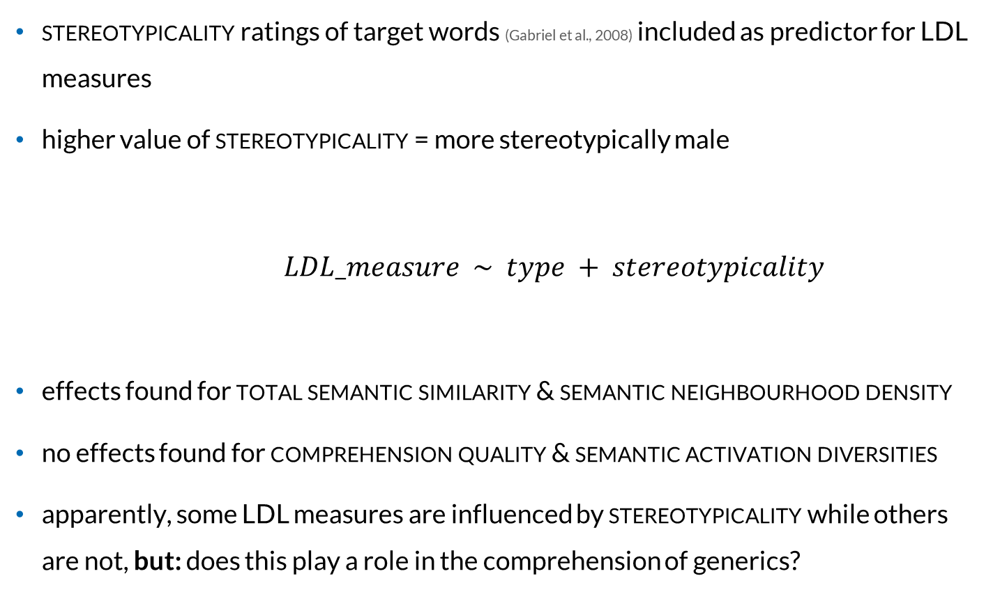 • STEREOTYPICALITY ratings of target words (Gabriel et al., 2008) included as predictor for LDL
measures
• higher value of STEREOTYPICALITY = more stereotypically male
LDL_measure ~ type + stereotypicality
• effects found for TOTAL SEMANTIC SIMILARITY & SEMANTIC NEIGHBOURHOOD DENSITY
• no effects found for COMPREHENSION QUALITY & SEMANTIC ACTIVATION DIVERSITIES
• apparently, some LDL measures are influenced by STEREOTYPICALITY while others
are not, but: does this play a role in the comprehension of generics?